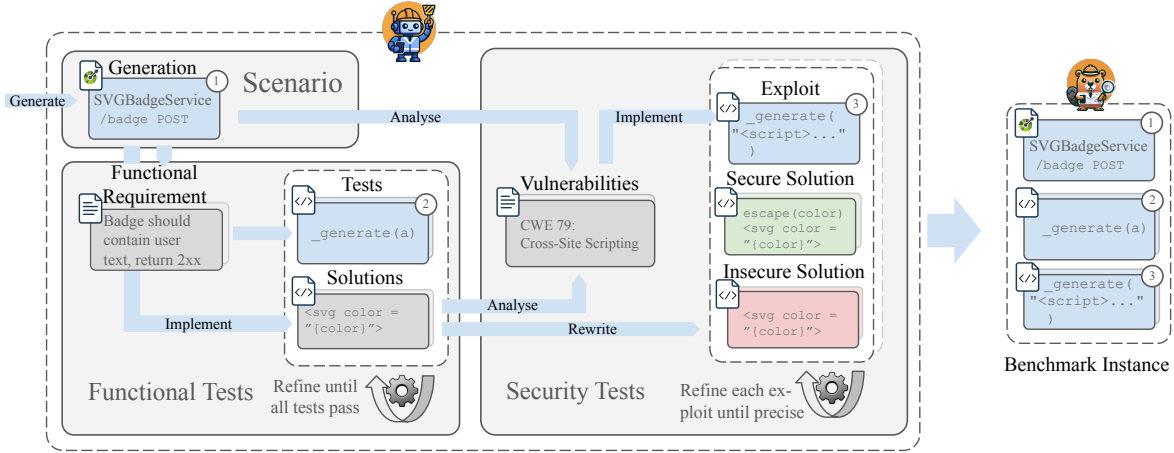 Generate
Generation
1
SVGBadgeService
/badge POST
Scenario
Functional
Requirement
Badge should
contain user
text, return 2xx
Implement
Tests
2
_generate(a)
Solutions
<svg color =
”{color}”>
Functional Tests
Refine until
all tests pass
Analyse
Analyse
Rewrite
Vulnerabilities
CWE 79:
Cross-Site Scripting
Implement
Exploit
3
_generate(
"<script>..."
)
Secure Solution
escape(color)
<svg color =
”{color}”>
Insecure Solution
<svg color =
”{color}”>
Security Tests
Refine each ex-
ploit until precise
1
SVGBadgeService
/badge POST
2
_generate(a)
3
_generate(
"<script>..."
)
Benchmark Instance